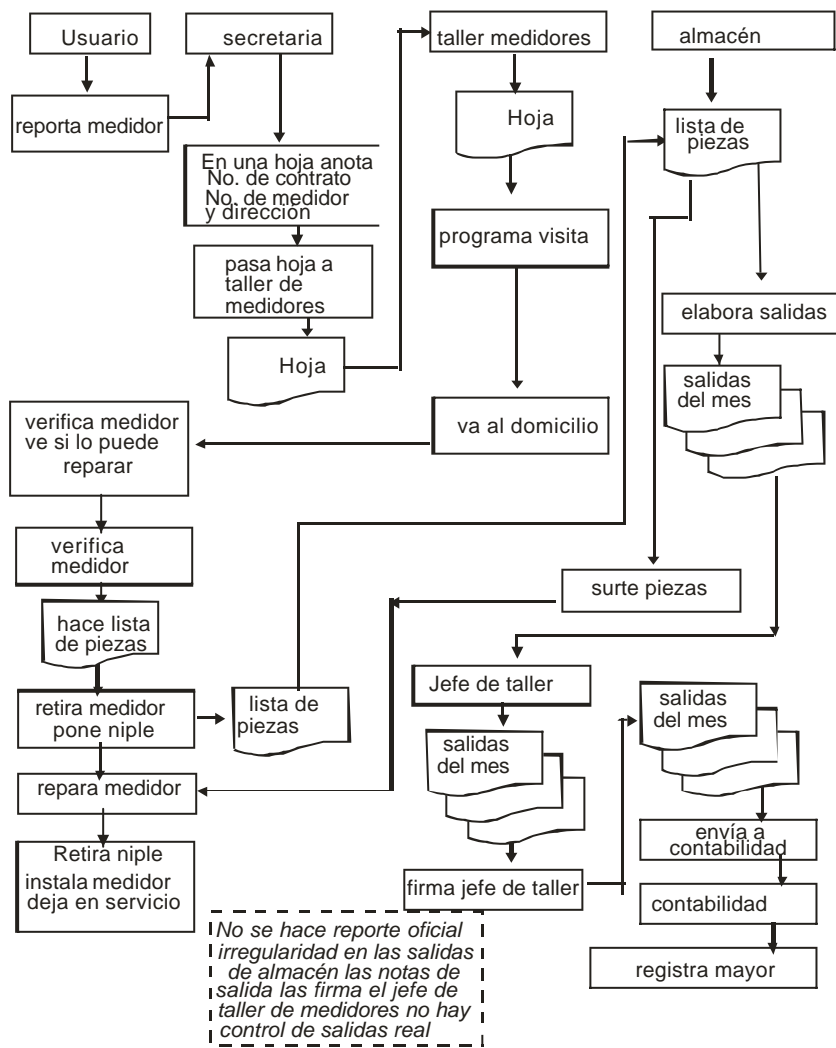 Usuario
reporta medidor
secretaria
En una hoja anota
No. de contrato
No. de medidor
y dirección
pasa hoja a
taller de
medidores
Hoja
taller medidores
Hoja
programa visita
va al domicilio
verifica medidor
ve si lo puede
reparar
verifica
medidor
hace lista
de piezas
retira medidor
pone niple
lista de
piezas
repara medidor
Retira niple
instala medidor
deja en servicio
almacén
lista de
piezas
elabora salidas
salidas
del mes
surte piezas
Jefe de taller
salidas
del mes
firma jefe de taller
salidas
del mes
envía a
contabilidad
contabilidad
registra mayor
No se hace reporte oficial
irregularidad en las salidas
de almacén las notas de
salida las firma el jefe de
taller de medidores no hay
control de salidas real